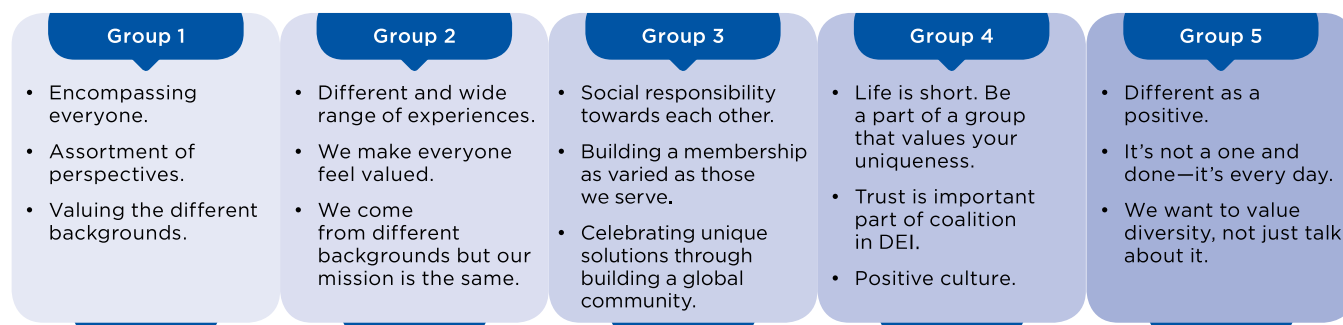 Group 1
• Encompassing
everyone.
• Assortment of
perspectives.
• Valuing the different
backgrounds.
Group 2
• Different and wide
range of experiences.
• We make everyone
feel valued.
• We come
from different
backgrounds but our
mission is the same.
Group 3
• Social responsibility
towards each other.
• Building a membership
as varied as those
we serve.
• Celebrating unique
solutions through
building a global
community.
Group 4
• Life is short. Be
a part of a group
that values your
uniqueness.
• Trust is important
part of coalition
in DEI.
• Positive culture.
Group 5
• Different as a
positive.
• It’s not a one and
done—it’s every day.
• We want to value
diversity, not just talk
about it.